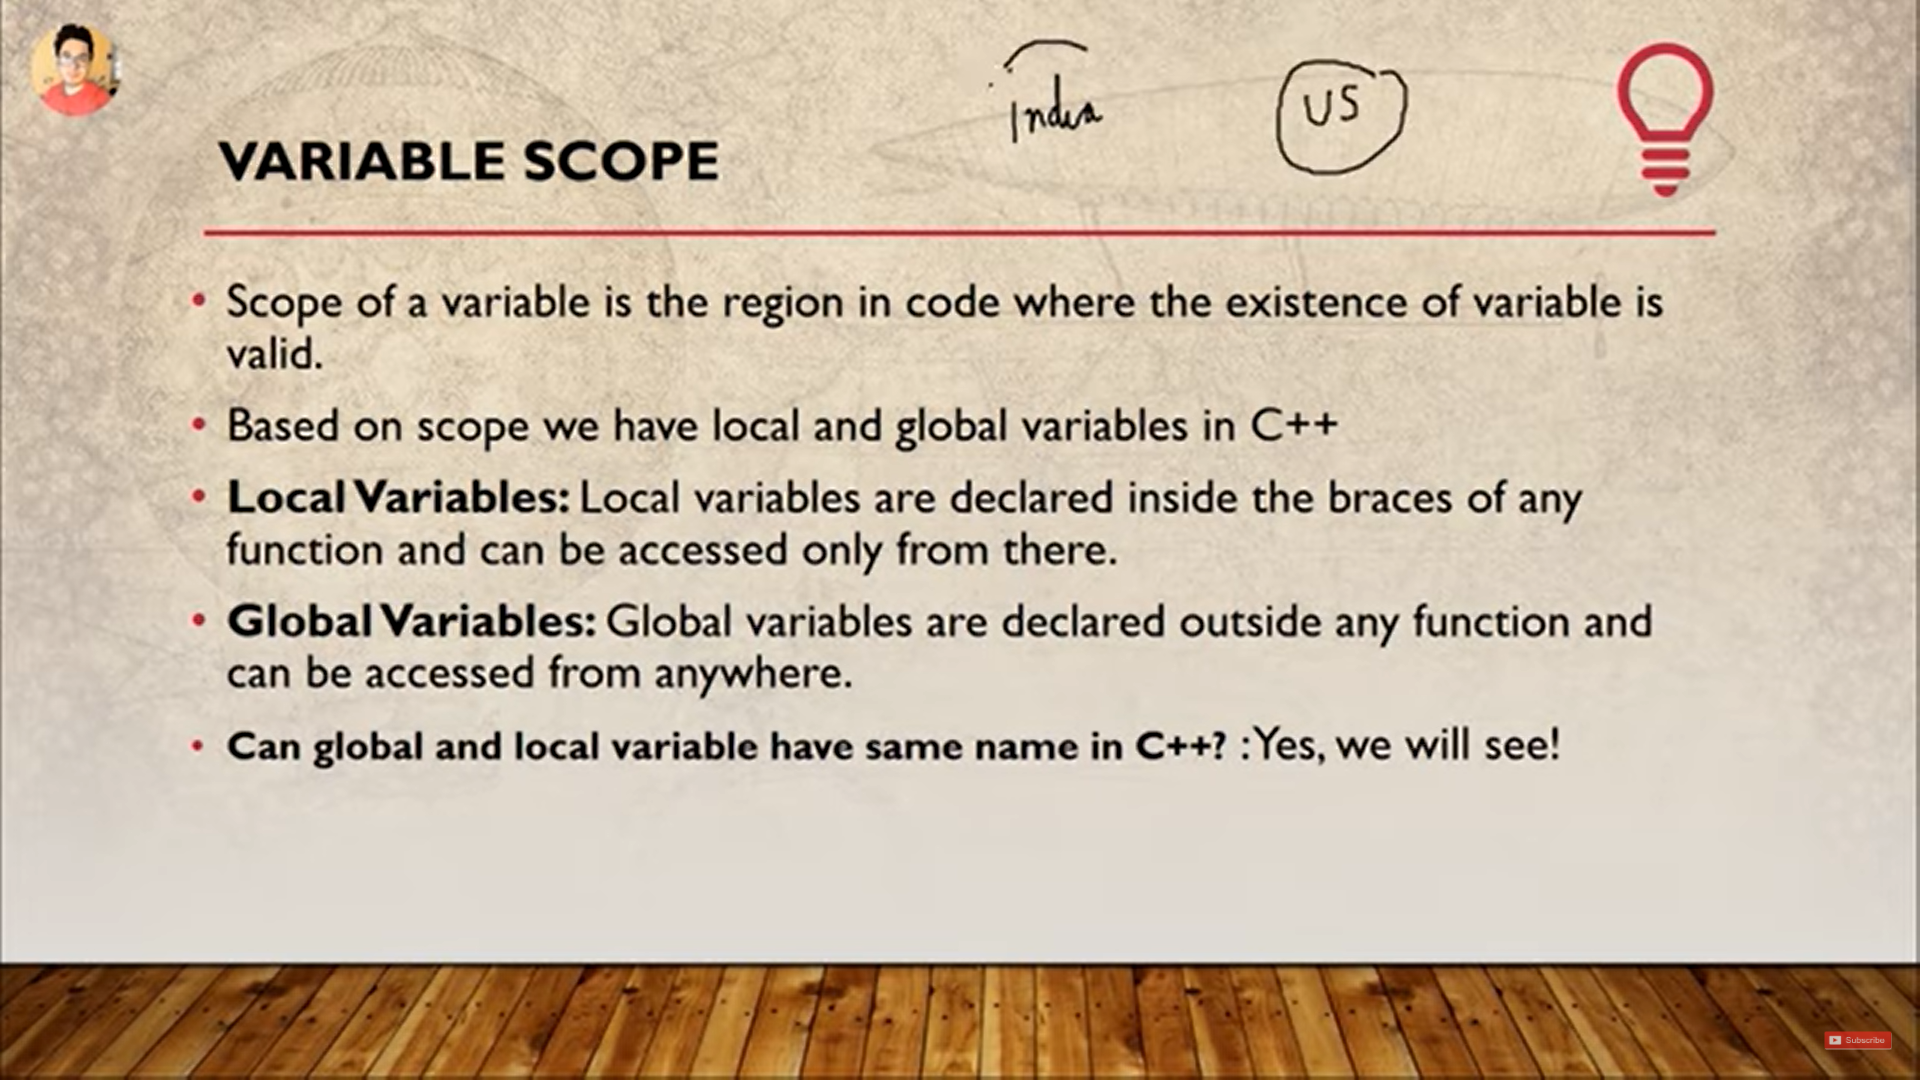 India
US
VARIABLE SCOPE
• Scope of a variable is the region in code where the existence of variable is
valid.
• Based on scope we have local and global variables in C++
• Local Variables: Local variables are declared inside the braces of any
function and can be accessed only from there.
• Global Variables: Global variables are declared outside any function and
can be accessed from anywhere.
• Can global and local variable have same name in C++? :Yes, we will see!
Subscribe